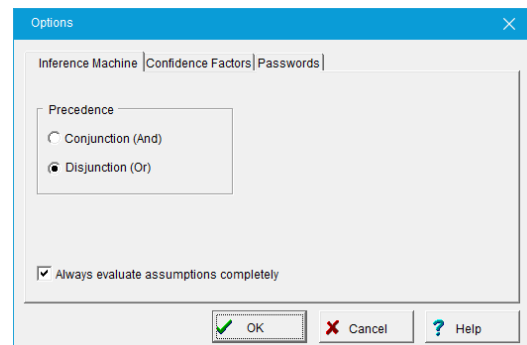 Options
Inference Machine Confidence Factors Passwords
Precedence
Conjunction (And)
Disjunction (Or)
Always evaluate assumptions completely
OK Cancel ? Help